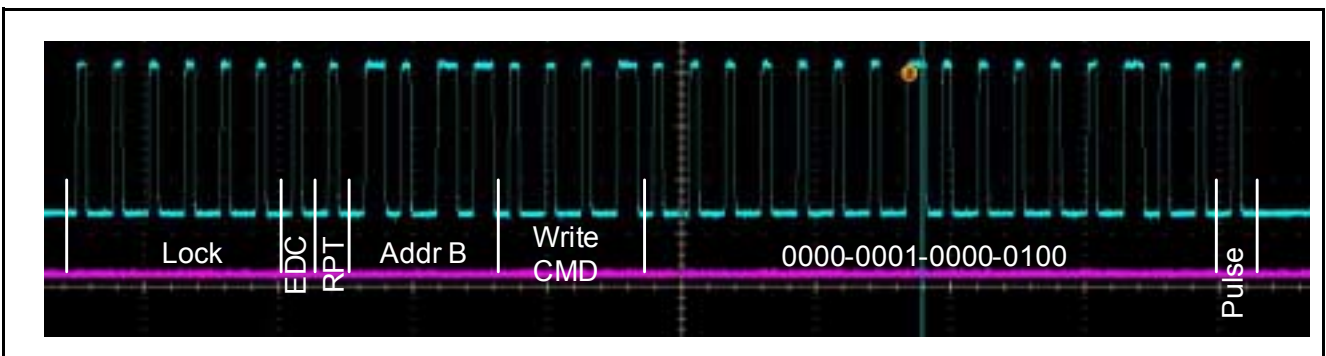 Lock
EDC
RPT
Addr B
Write
CMD
0000-0001-0000-0100
Pulse